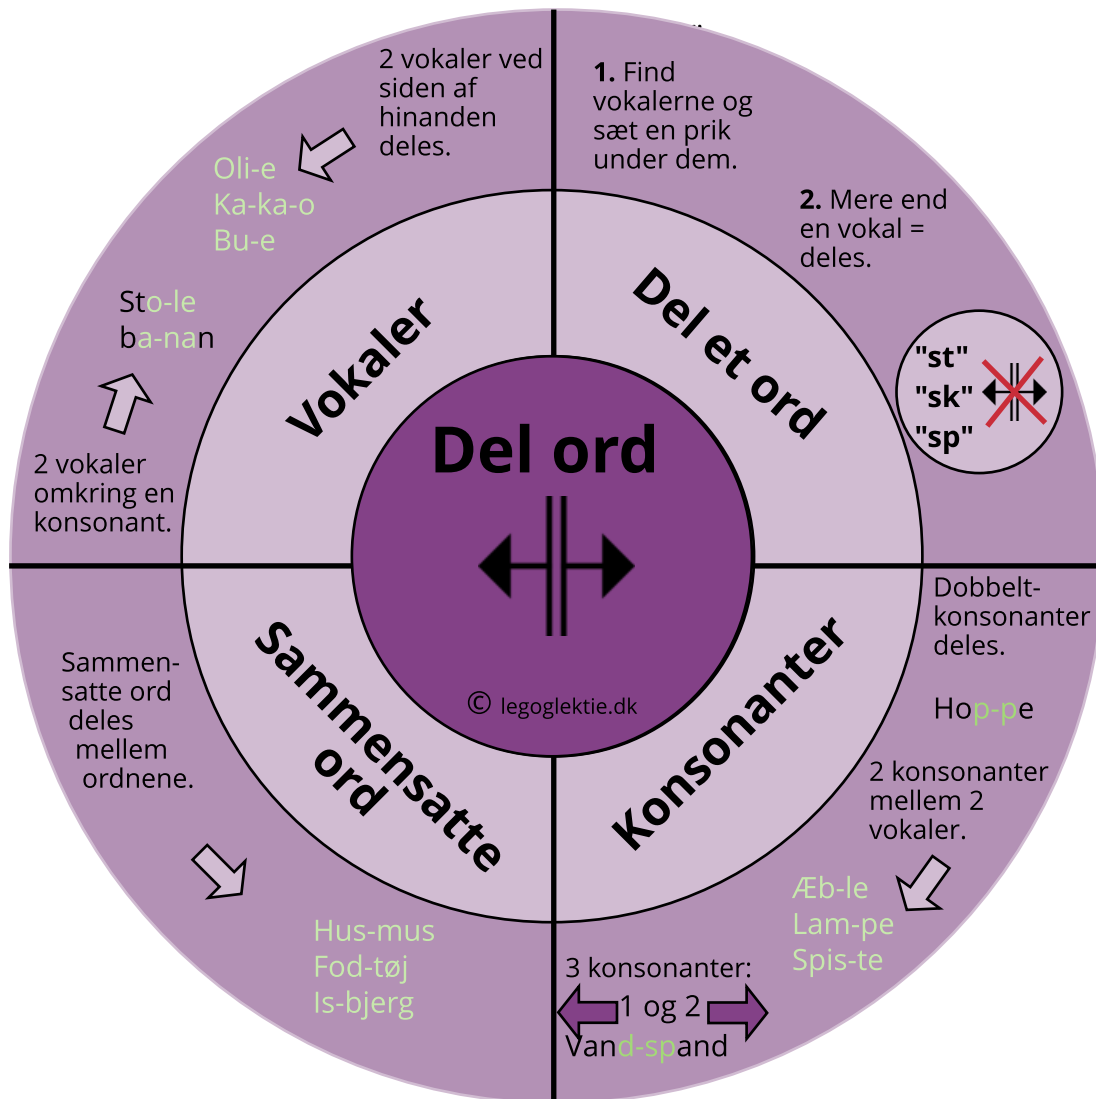 Del ord
© legoglektie.dk
Del et ord
1. Find
vokalerne og
sæt en prik
under dem.
2. Mere end
en vokal =
deles.
"st"
"sk"
"sp"
Konsonanter
Dobbelt-
konsonanter
deles.
Hop-pe
2 konsonanter
mellem 2
vokaler.
Æb-le
Lam-pe
Spis-te
3 konsonanter:
1 og 2
Vand-spand
Sammensatte
ord
Sammen-
satte ord
deles
mellem
ordnene.
Hus-mus
Fod-tøj
Is-bjerg
Vokaler
2 vokaler
omkring en
konsonant.
Sto-le
ba-nan
2 vokaler ved
siden af
hinanden
deles.
Oli-e
Ka-ka-o
Bu-e